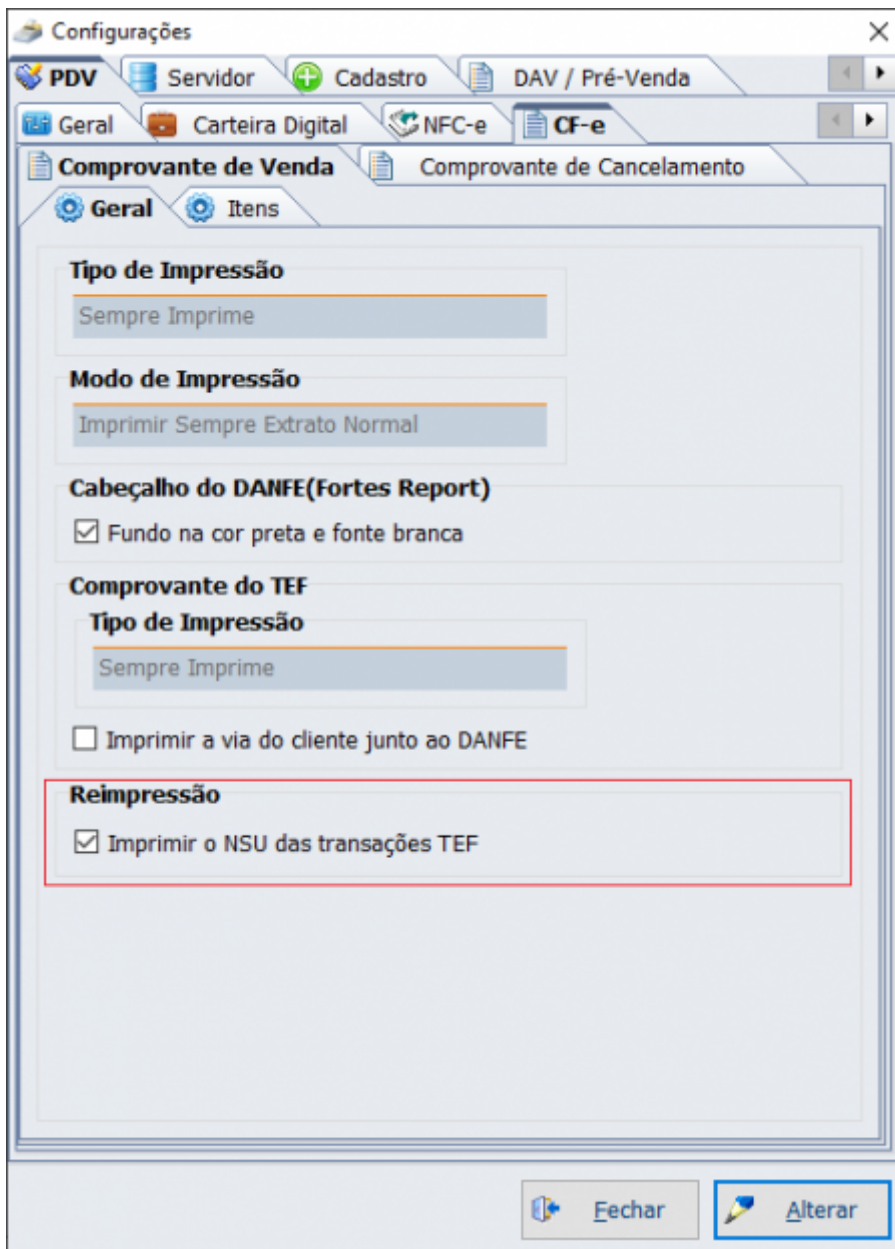 Configurações
PDV Servidor Cadastro DAV / Pré-Venda
Geral Carteira Digital NFC-e CF-e
Comprovante de Venda Comprovante de Cancelamento
Geral Itens
Tipo de Impressão
Sempre Imprime
Modo de Impressão
Imprimir Sempre Extrato Normal
Cabeçalho do DANFE(Fortes Report)
Fundo na cor preta e fonte branca
Comprovante do TEF
Tipo de Impressão
Sempre Imprime
Imprimir a via do cliente junto ao DANFE
Reimpressão
Imprimir o NSU das transações TEF
Fechar Alterar